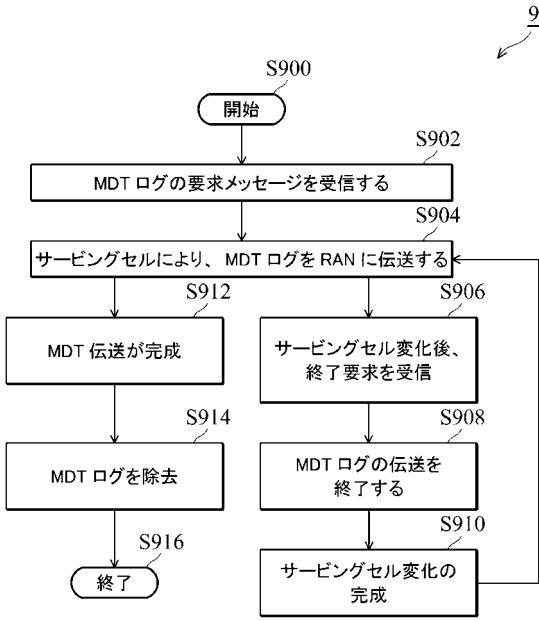 9
S900
開始
S902
MDT ログの要求メッセージを受信する
S904
サービングセルにより、MDT ログを RAN に伝送する
S912
MDT 伝送が完成
S906
サービングセル変化後、
終了要求を受信
S914
MDT ログを除去
S908
MDT ログの伝送を
終了する
S916
終了
S910
サービングセル変化の
完成